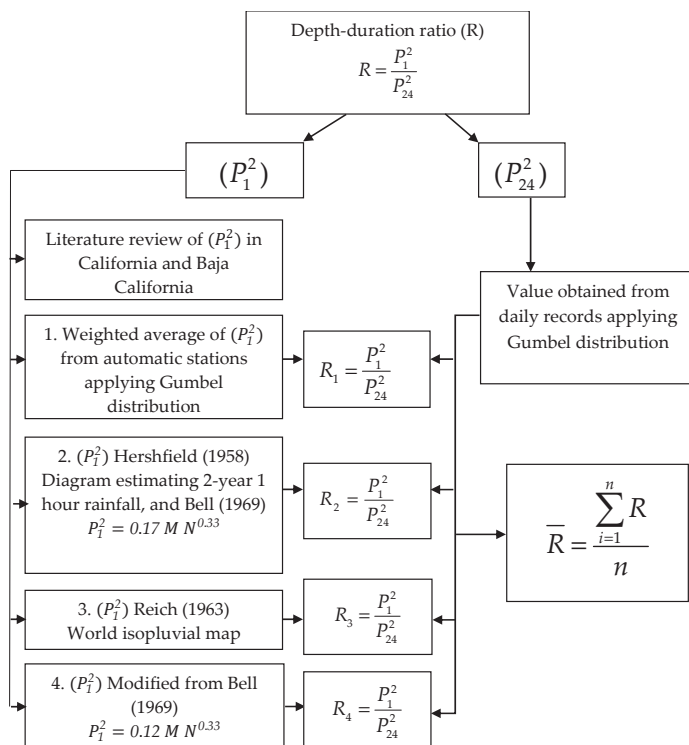 Depth-duration ratio (R)
R = P_1^2 / P_24^2
(P_1^2)
(P_24^2)
Literature review of (P_1^2) in
California and Baja
California
Value obtained from
daily records applying
Gumbel distribution
1. Weighted average of (P_1^2)
from automatic stations
applying Gumbel
distribution
R_1 = P_1^2 / P_24^2
2. (P_1^2) Hershfield (1958)
Diagram estimating 2-year 1
hour rainfall, and Bell (1969)
P_1^2 = 0.17 M N^0.33
R_2 = P_1^2 / P_24^2
R̅ = ∑_{i=1}^{n} R / n
3. (P_1^2) Reich (1963)
World isopluvial map
R_3 = P_1^2 / P_24^2
4. (P_1^2) Modified from Bell
(1969)
P_1^2 = 0.12 M N^0.33
R_4 = P_1^2 / P_24^2